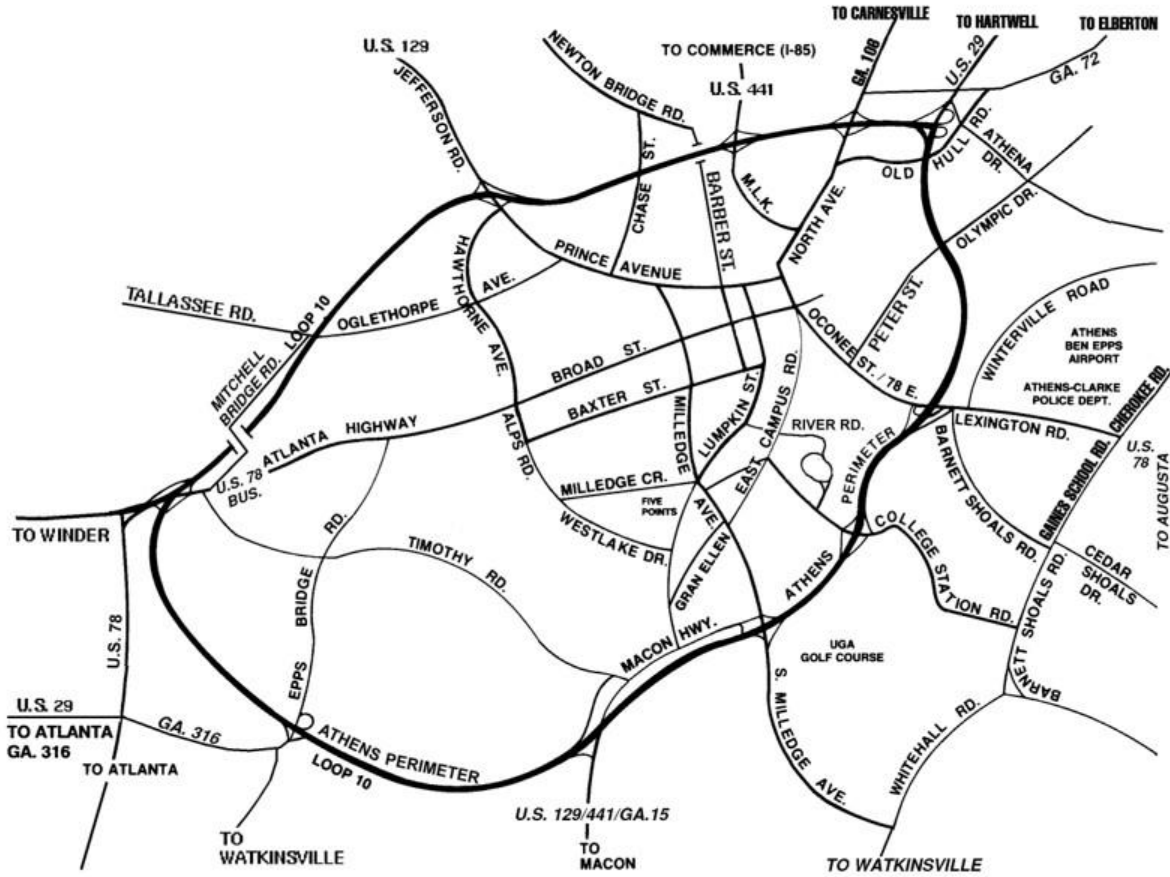 TO CARNESVILLE
TO HARTWELL
TO ELBERTON
U.S. 129
NEWTON BRIDGE RD.
TO COMMERCE (I-85)
U.S. 441
GA. 106
U.S. 29
GA. 72
JEFFERSON RD.
CHASE ST.
BARBER ST.
M.L.K.
NORTH AVE.
OLD HULL RD.
ATHENA DR.
OLYMPIC DR.
HAWTHORNE AVE.
PRINCE AVENUE
TALLASSEE RD.
LOOP 10
OGLETHORPE AVE.
MITCHELL BRIDGE RD.
BROAD ST.
OCONEE ST. / 78 E.
PETER ST.
WINTERVILLE ROAD
ATHENS
BEN EPPS
AIRPORT
ATHENS-CLARKE
POLICE DEPT.
CHEROKEE RD.
BAXTER ST.
MILLEDGE AVE.
LUMPKIN ST.
EAST CAMPUS RD.
RIVER RD.
LEXINGTON RD.
U.S.
78
ATLANTA HIGHWAY
U.S. 78
BUS.
ALPS RD.
PERIMETER
BARNETT SHOALS RD.
GAINES SCHOOL RD.
TO AUGUSTA
MILLEDGE CR.
FIVE
POINTS
TO WINDER
WESTLAKE DR.
TIMOTHY RD.
GRAN ELLEN
ATHENS
COLLEGE STATION RD.
CEDAR
SHOALS
DR.
EPPS BRIDGE RD.
U.S. 78
MACON HWY.
UGA
GOLF COURSE
BARNETT SHOALS RD.
BARNETT
U.S. 29
TO ATLANTA
GA. 316
GA. 316
TO ATLANTA
ATHENS PERIMETER
LOOP 10
S. MILLEDGE AVE.
WHITEHALL RD.
U.S. 129/441/GA.15
TO
WATKINSVILLE
TO
MACON
TO WATKINSVILLE